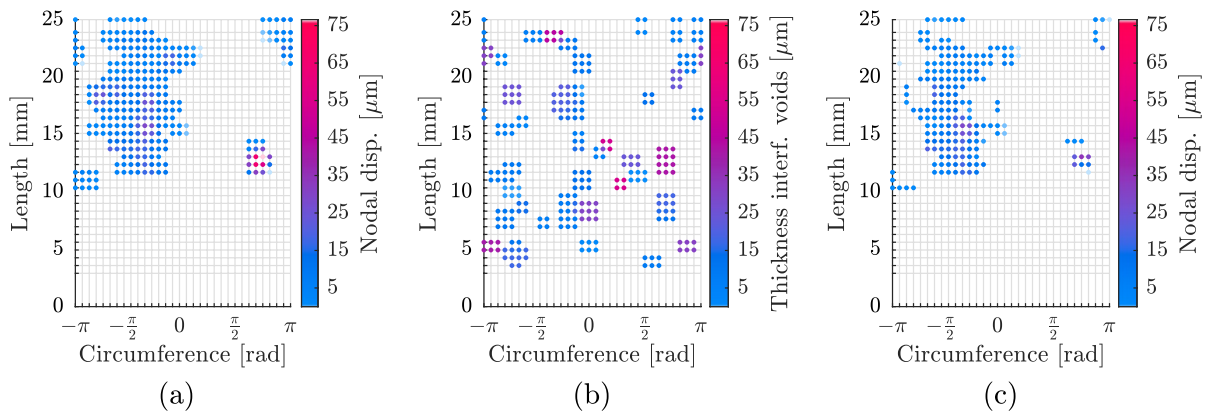 25
20
15
10
5
0
−π
−π/2
0
π/2
π
Length [mm]
Circumference [rad]
75
65
55
45
35
25
15
5
Nodal disp. [μm]
(a)
25
20
15
10
5
0
−π
−π/2
0
π/2
π
Length [mm]
Circumference [rad]
75
65
55
45
35
25
15
5
Thickness interf. voids [μm]
(b)
25
20
15
10
5
0
−π
−π/2
0
π/2
π
Length [mm]
Circumference [rad]
75
65
55
45
35
25
15
5
Nodal disp. [μm]
(c)